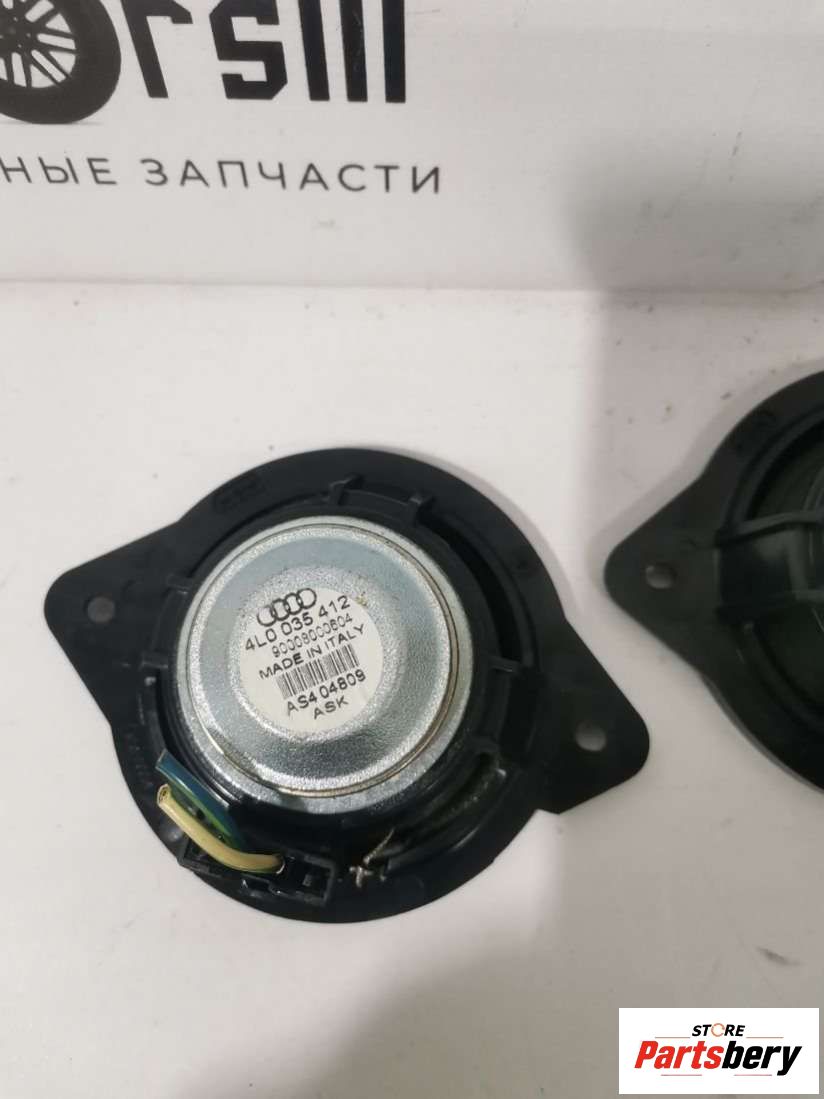 rsm
НЫЕ ЗАПЧАСТИ
4L0 035 412
90008000604
MADE IN ITALY
AS4 04809
ASK
STORE
Partsbery